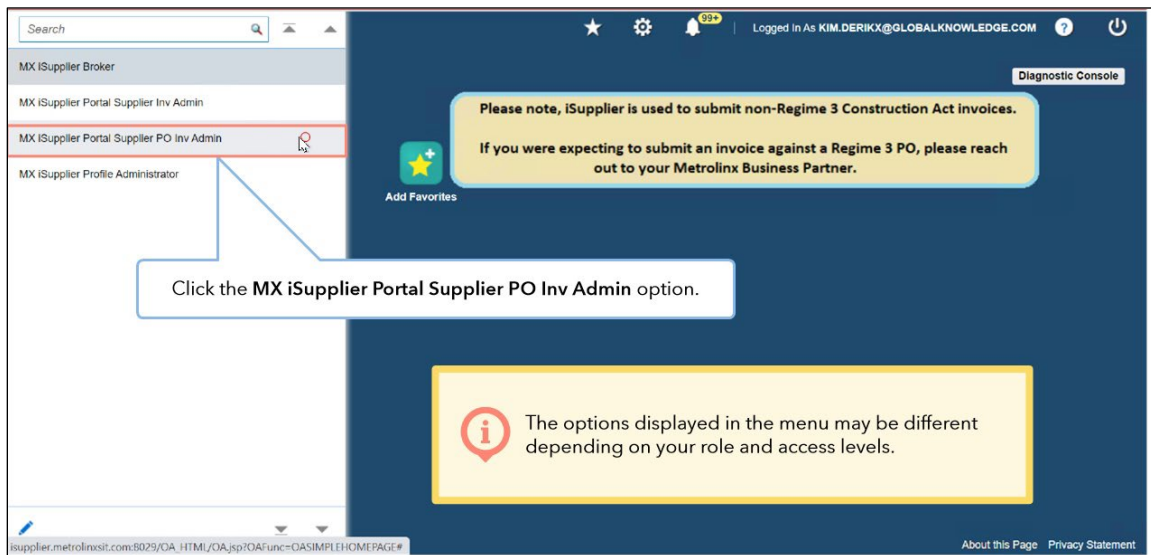 Search
99+
Logged In As KIM.DERIKX@GLOBALKNOWLEDGE.COM
?
MX iSupplier Broker
Diagnostic Console
MX iSupplier Portal Supplier Inv Admin
Please note, iSupplier is used to submit non-Regime 3 Construction Act invoices.
MX iSupplier Portal Supplier PO Inv Admin
If you were expecting to submit an invoice against a Regime 3 PO, please reach
out to your Metrolinx Business Partner.
MX iSupplier Profile Administrator
Add Favorites
Click the MX iSupplier Portal Supplier PO Inv Admin option.
i
The options displayed in the menu may be different
depending on your role and access levels.
isupplier.metrolinxsit.com:8029/OA_HTML/OA.jsp?OAFunc=OASIMPLEHOMEPAGE#
About this Page Privacy Statement